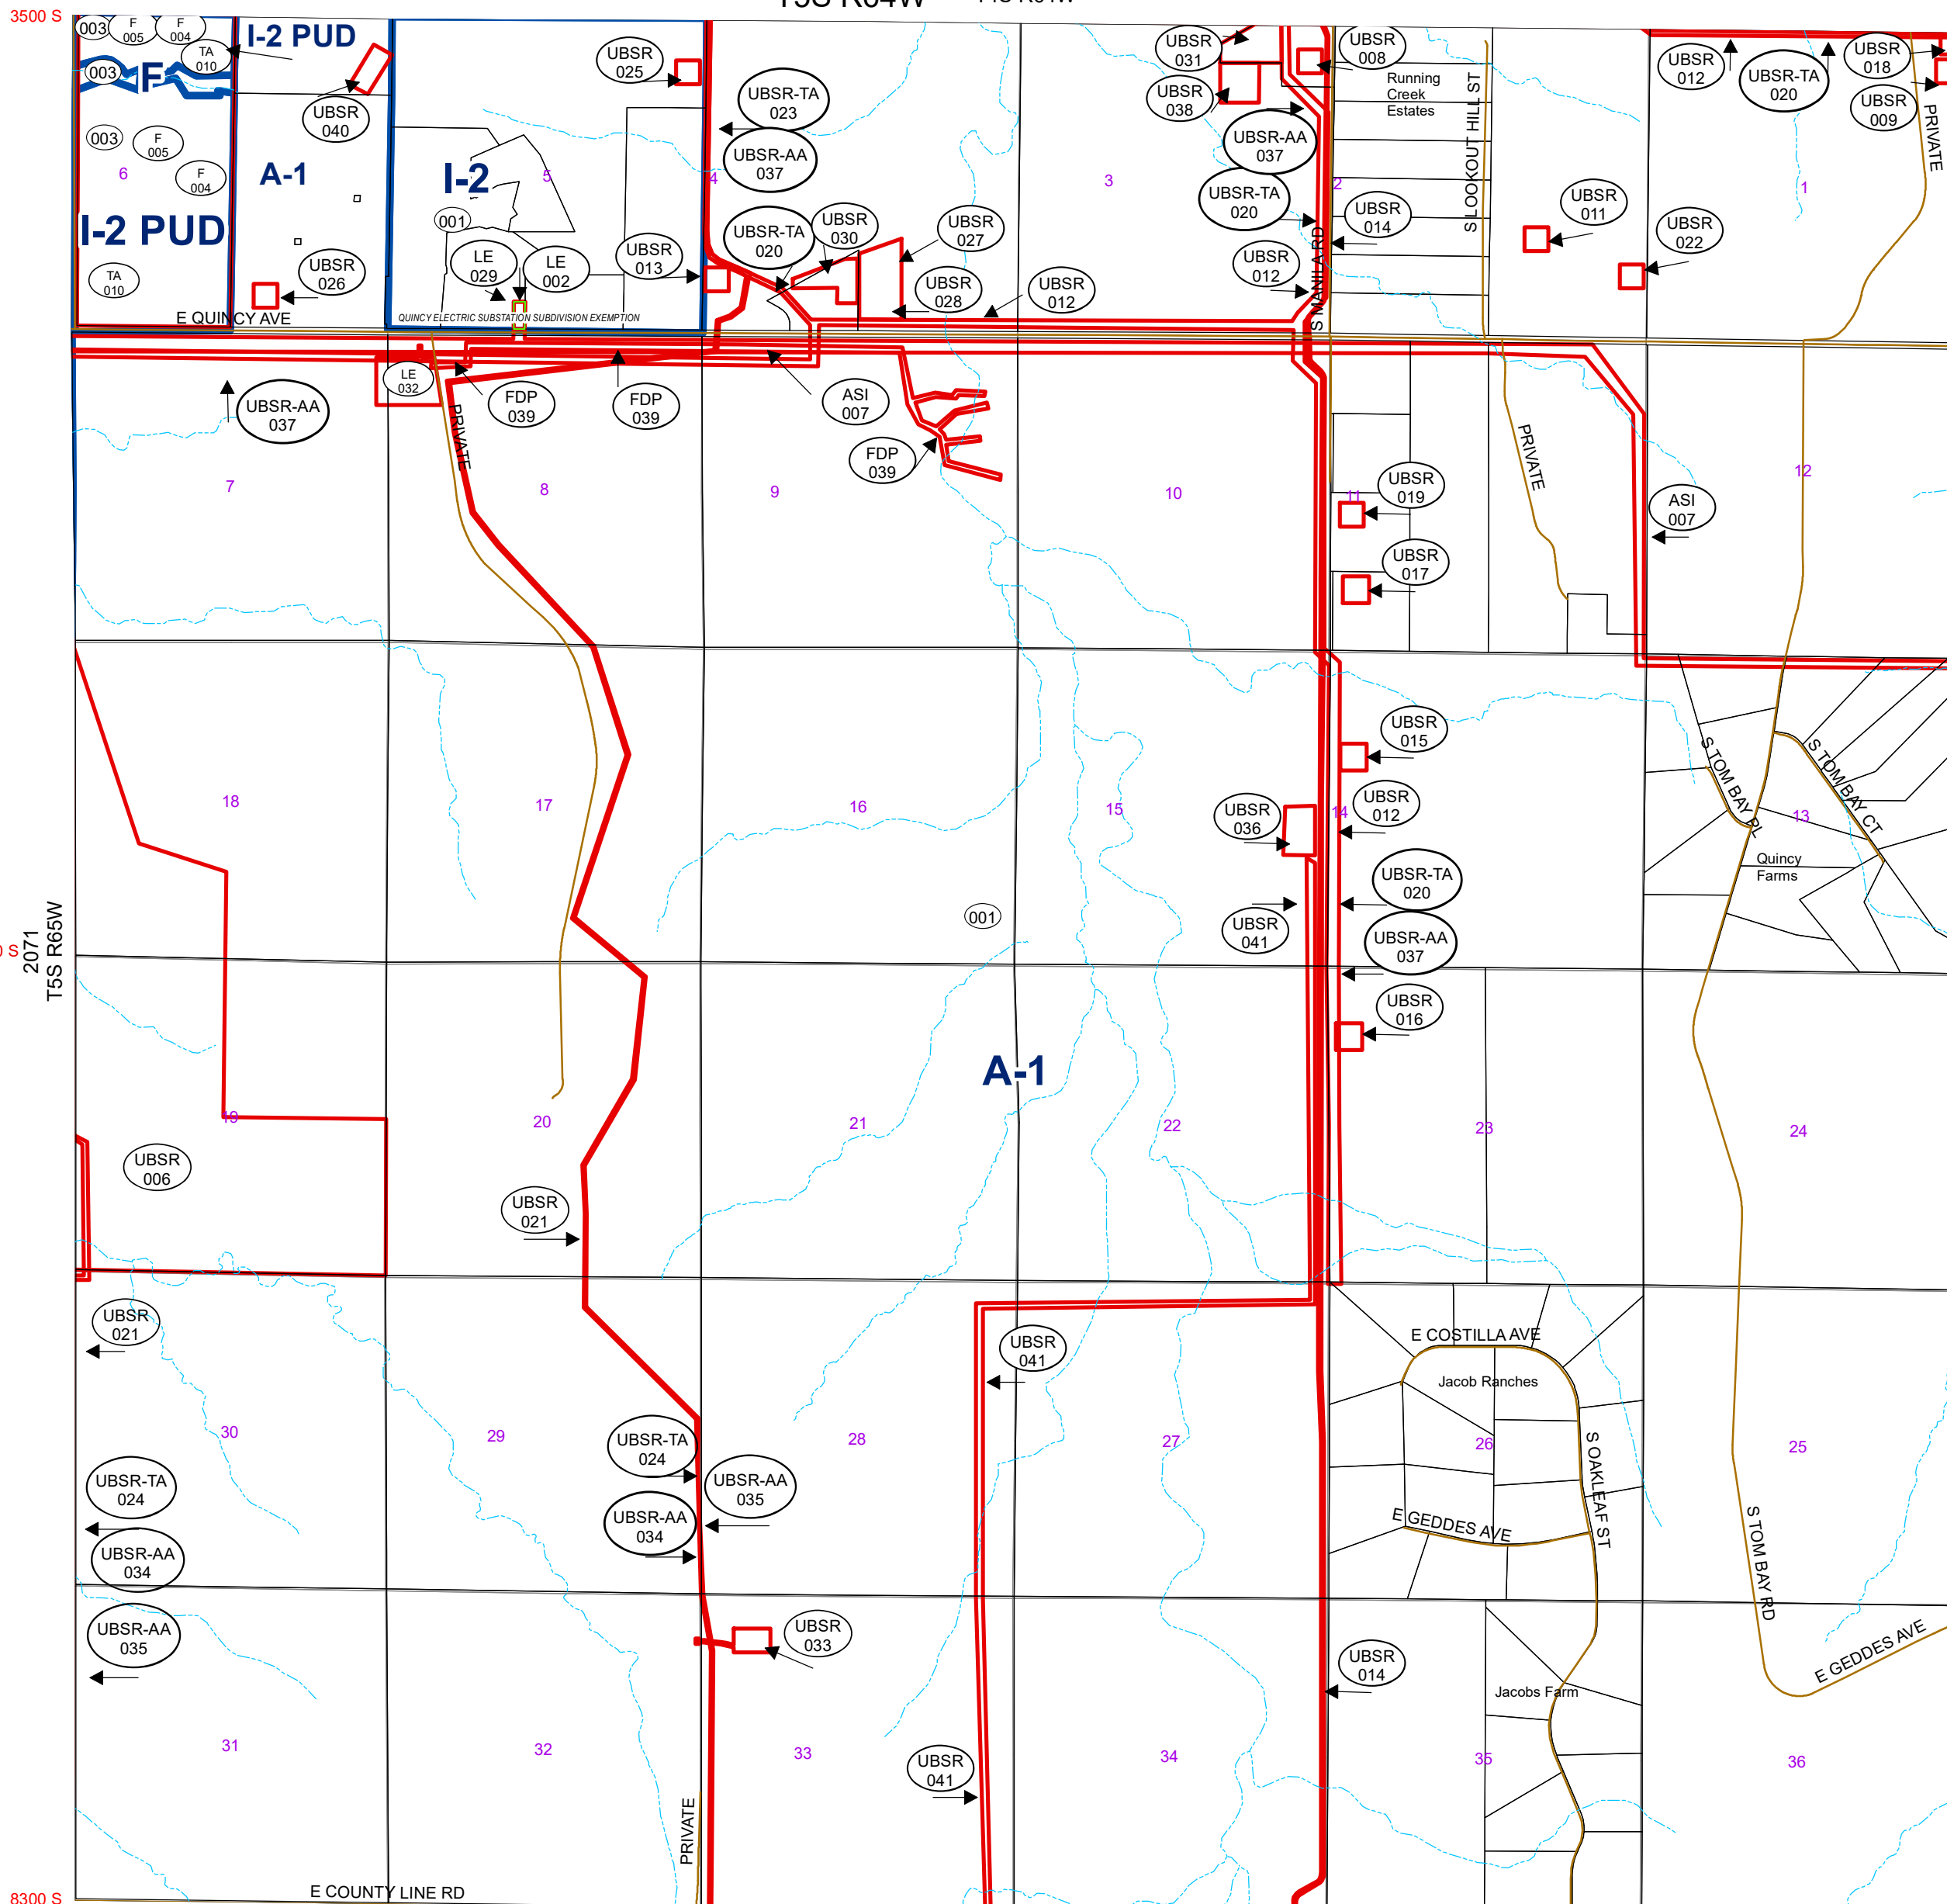 3500 S
003
F
005
F
004
TA
010
I-2 PUD
003
F
UBSR
040
003
F
005
F
004
6
A-1
I-2 PUD
TA
010
UBSR
026
E QUINCY AVE
I-2
5
001
LE
029
LE
002
QUINCY ELECTRIC SUBSTATION SUBDIVISION EXEMPTION
UBSR
025
UBSR-TA
023
UBSR-AA
037
4
UBSR
013
UBSR-TA
020
UBSR
030
UBSR
027
UBSR
028
UBSR
012
3
UBSR
031
UBSR
038
UBSR
008
Running
Creek
Estates
UBSR-AA
037
UBSR-TA
020
2
UBSR
014
UBSR
012
S MANILA RD
S LOOKOUT HILL ST
UBSR
012
UBSR-TA
020
UBSR
018
UBSR
009
PRIVATE
1
UBSR
011
UBSR
022
LE
032
UBSR-AA
037
PRIVATE
FDP
039
FDP
039
ASI
007
FDP
039
7
8
9
10
11
UBSR
019
UBSR
017
PRIVATE
ASI
007
12
18
17
16
15
14
13
UBSR
015
UBSR
036
UBSR
012
UBSR-TA
020
UBSR
041
UBSR-AA
037
UBSR
016
S TOM BAY PL
S TOM BAY CT
Quincy
Farms
001
2071
T5S R65W
A-1
19
20
21
22
23
24
UBSR
006
UBSR
021
UBSR
021
UBSR
041
E COSTILLA AVE
Jacob Ranches
30
29
28
27
26
25
UBSR-TA
024
UBSR-AA
034
UBSR-TA
024
UBSR-AA
035
UBSR-AA
034
S OAKLEAF ST
E GEDDES AVE
S TOM BAY RD
UBSR-AA
035
UBSR
033
UBSR
014
E GEDDES AVE
Jacobs Farm
31
32
33
34
35
36
UBSR
041
PRIVATE
E COUNTY LINE RD
8300 S